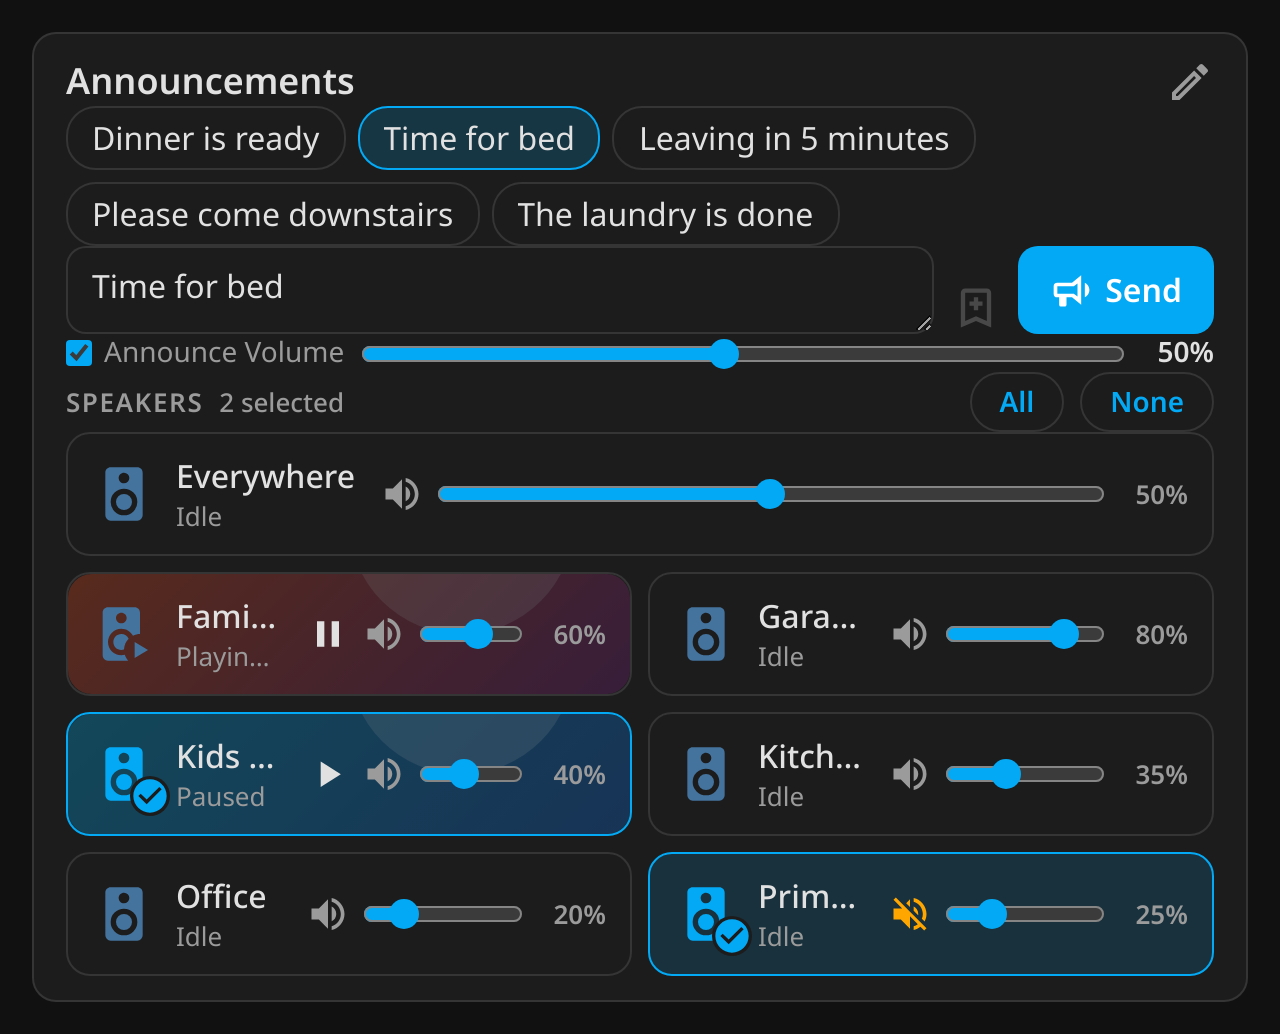 Announcements
Dinner is ready
Time for bed
Leaving in 5 minutes
Please come downstairs
The laundry is done
Time for bed
Send
Announce Volume
50%
SPEAKERS 2 selected
All
None
Everywhere
Idle
50%
Fami...
Playin...
60%
Gara...
Idle
80%
Kids ...
Paused
40%
Kitch...
Idle
35%
Office
Idle
20%
Prim...
Idle
25%